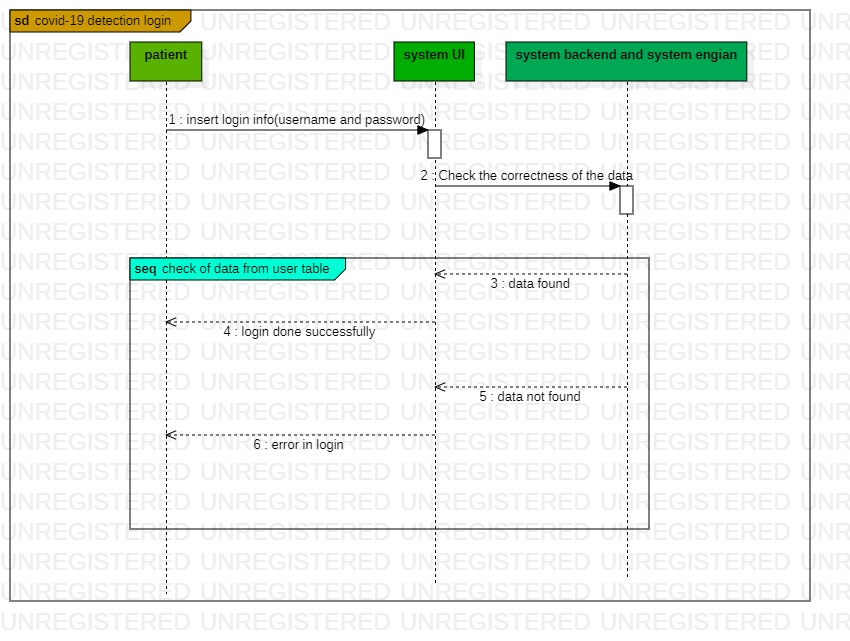 sd covid-19 detection login
patient
system UI
system backend and system engian
1 : insert login info(username and password)
2 : Check the correctness of the data
seq check of data from user table
3 : data found
4 : login done successfully
5 : data not found
6 : error in login
UNREGISTERED